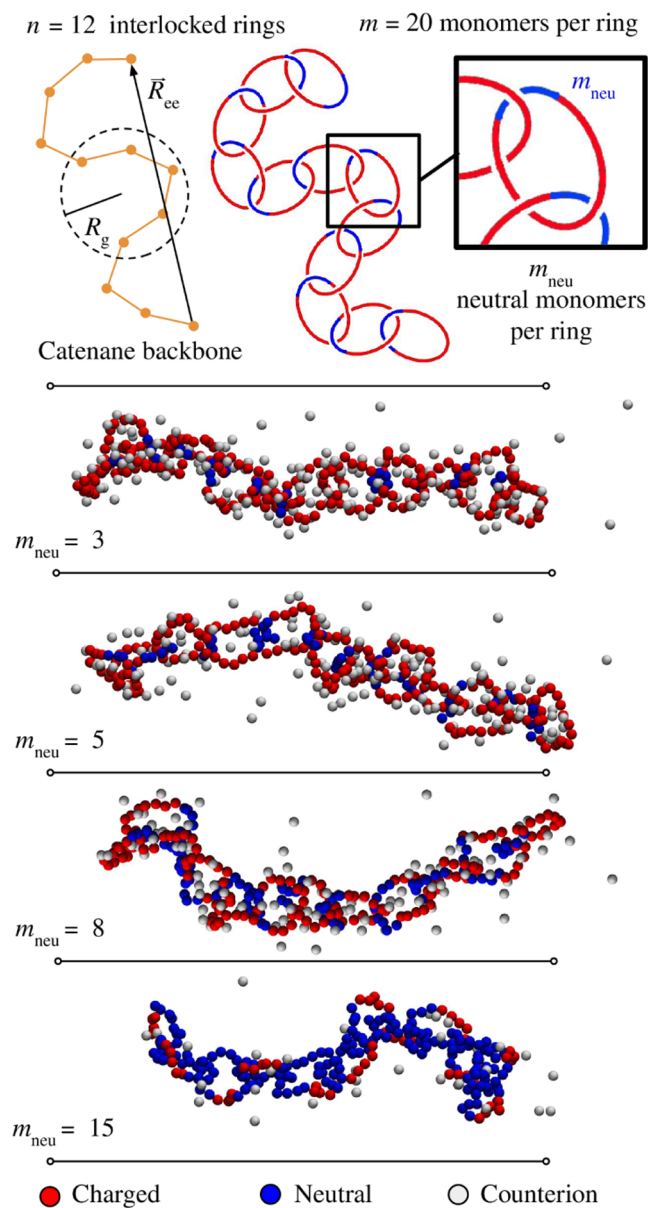 n = 12 interlocked rings
m = 20 monomers per ring
R⃗ee
mneu
Rg
mneu
neutral monomers
per ring
Catenane backbone
mneu = 3
mneu = 5
mneu = 8
mneu = 15
Charged Neutral Counterion